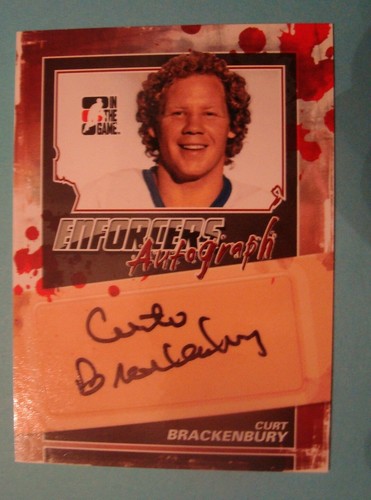 IN
THE
GAME.
ENFORCERS
Autograph
Curt
Brackenbury
CURT
BRACKENBURY